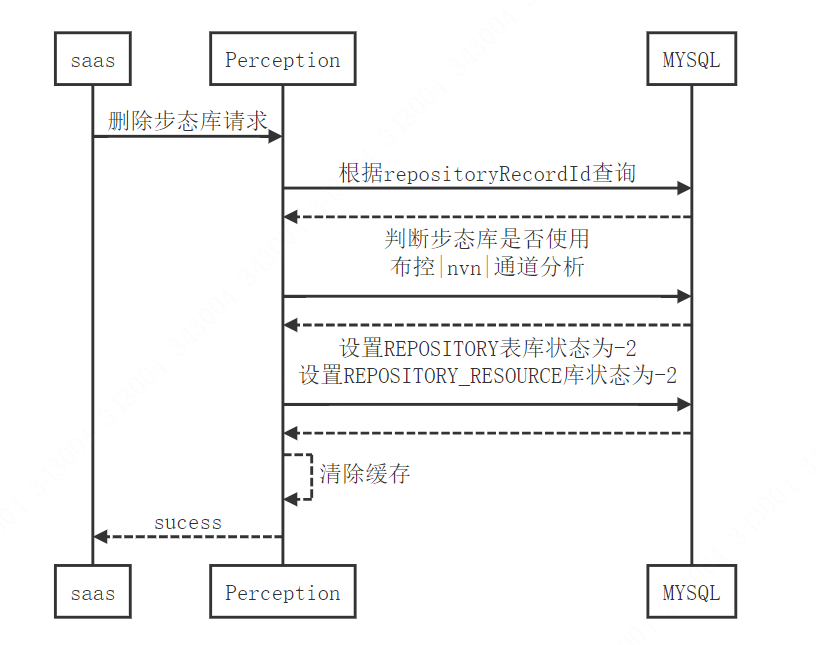 saas
Perception
MYSQL
删除步态库请求
根据repositoryRecordId查询
判断步态库是否使用
布控|nvn|通道分析
设置REPOSITORY表库状态为-2
设置REPOSITORY_RESOURCE库状态为-2
清除缓存
sucess
saas
Perception
MYSQL